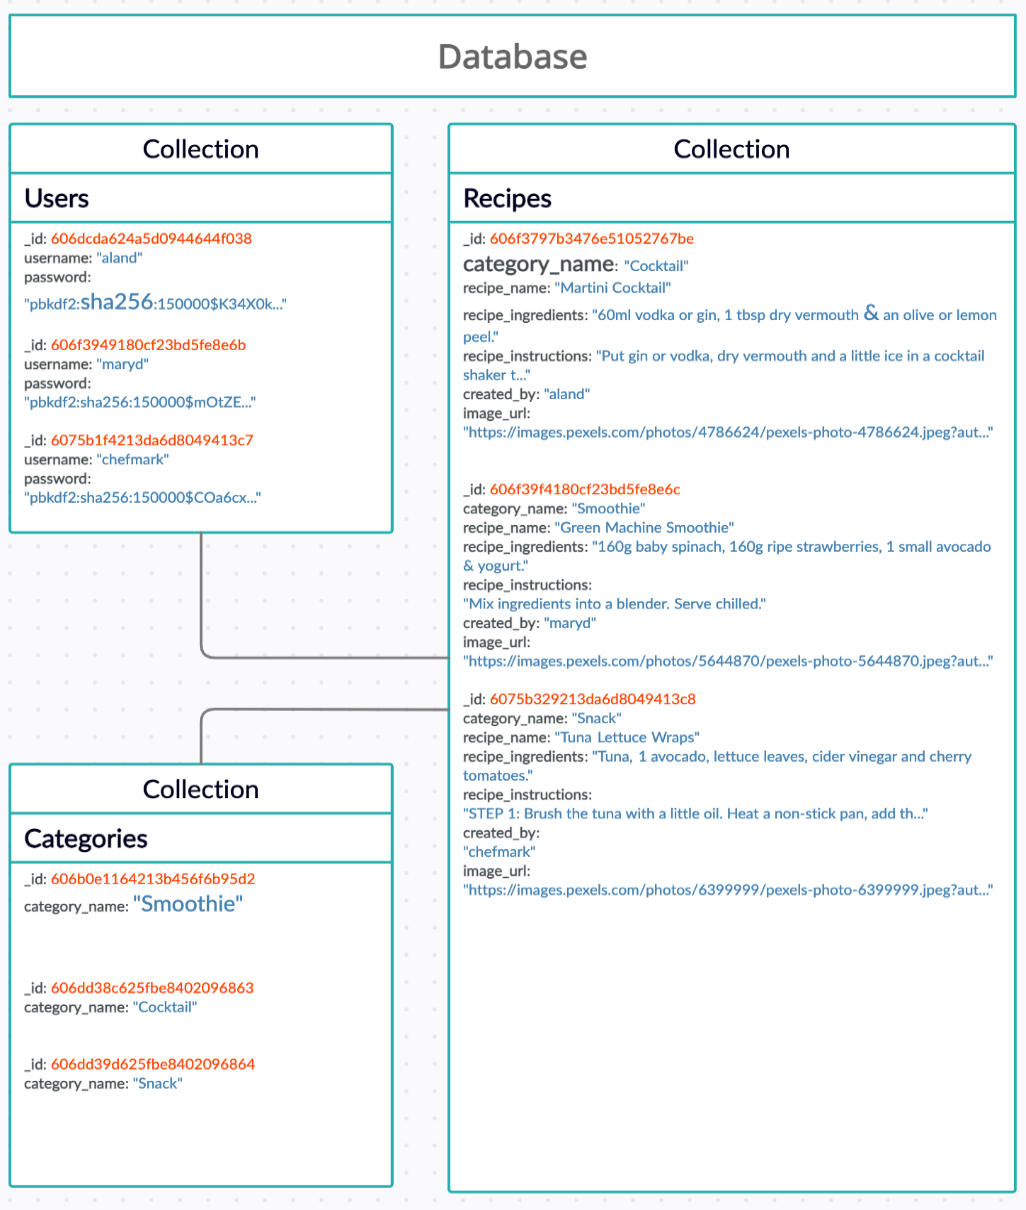 Database
Collection
Users
_id: 606dcda624a5d0944644f038
username: "aland"
password:
"pbkdf2:sha256:150000$K34X0k..."
_id: 606f3949180cf23bd5fe8e6b
username: "maryd"
password:
"pbkdf2:sha256:150000$mOtZE..."
_id: 6075b1f4213da6d8049413c7
username: "chefmark"
password:
"pbkdf2:sha256:150000$COa6cx..."
Collection
Recipes
_id: 606f3797b3476e51052767be
category_name: "Cocktail"
recipe_name: "Martini Cocktail"
recipe_ingredients: "60ml vodka or gin, 1 tbsp dry vermouth & an olive or lemon
peel."
recipe_instructions: "Put gin or vodka, dry vermouth and a little ice in a cocktail
shaker t..."
created_by: "aland"
image_url:
"https://images.pexels.com/photos/4786624/pexels-photo-4786624.jpeg?aut..."
_id: 606f39f4180cf23bd5fe8e6c
category_name: "Smoothie"
recipe_name: "Green Machine Smoothie"
recipe_ingredients: "160g baby spinach, 160g ripe strawberries, 1 small avocado
& yogurt."
recipe_instructions:
"Mix ingredients into a blender. Serve chilled."
created_by: "maryd"
image_url:
"https://images.pexels.com/photos/5644870/pexels-photo-5644870.jpeg?aut..."
_id: 6075b329213da6d8049413c8
category_name: "Snack"
recipe_name: "Tuna Lettuce Wraps"
recipe_ingredients: "Tuna, 1 avocado, lettuce leaves, cider vinegar and cherry
tomatoes."
recipe_instructions:
"STEP 1: Brush the tuna with a little oil. Heat a non-stick pan, add th..."
created_by:
"chefmark"
image_url:
"https://images.pexels.com/photos/6399999/pexels-photo-6399999.jpeg?aut..."
Collection
Categories
_id: 606b0e1164213b456f6b95d2
category_name: "Smoothie"
_id: 606dd38c625fbe8402096863
category_name: "Cocktail"
_id: 606dd39d625fbe8402096864
category_name: "Snack"